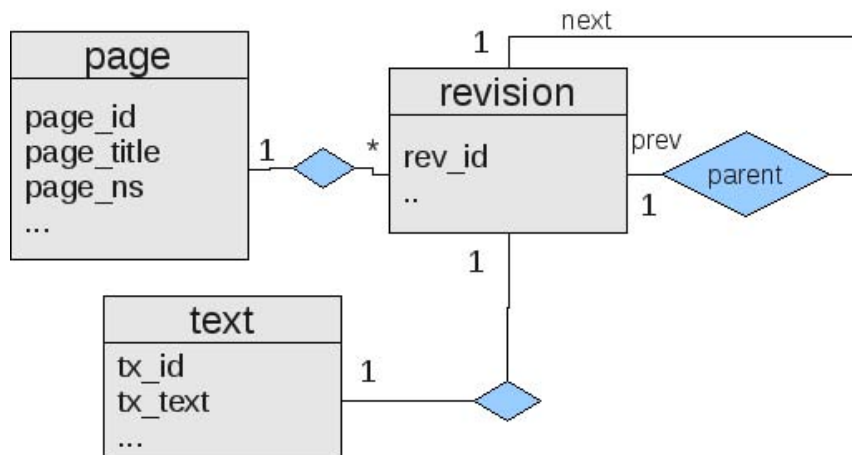 page
page_id
page_title
page_ns
...
1
*
revision
rev_id
..
1
next
prev
1
parent
1
text
tx_id
tx_text
...
1